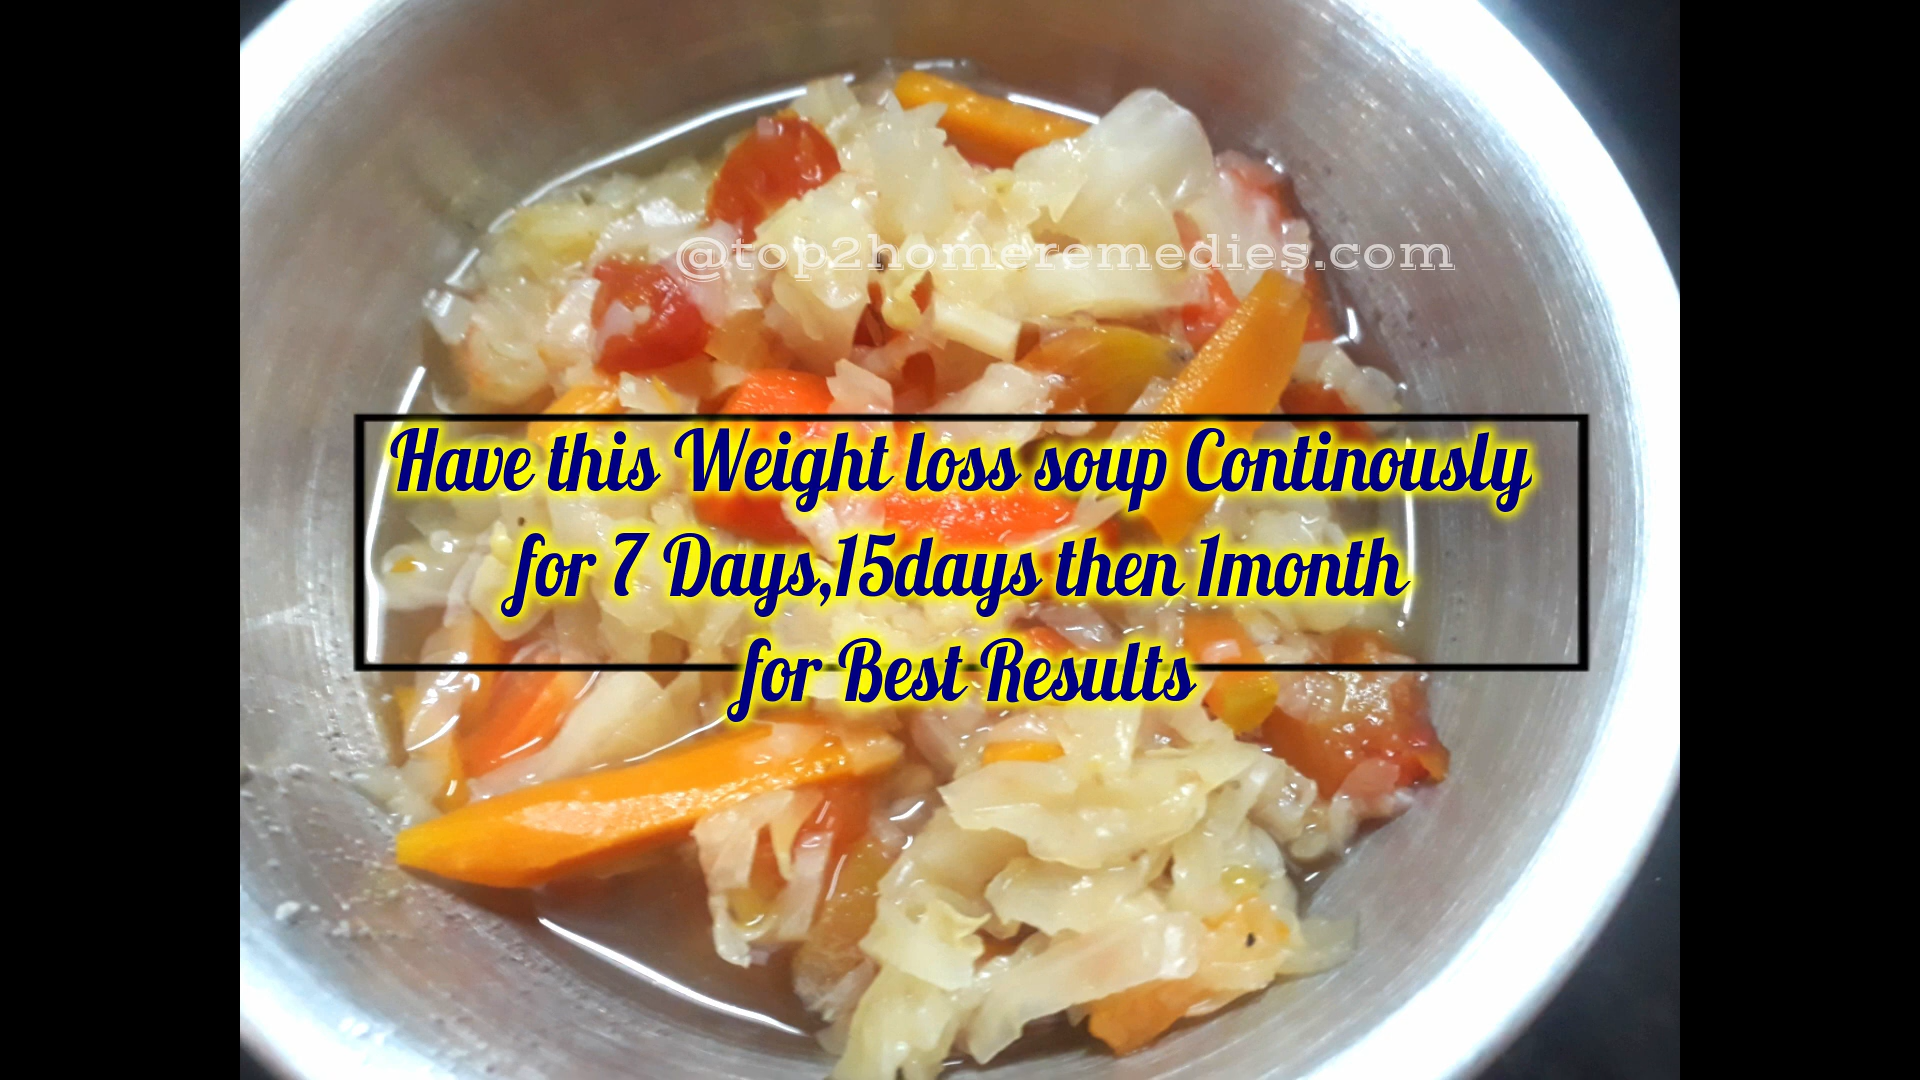 @top2homeremedies.com
Have this Weight loss soup Continously
for 7 Days,15days then 1month
for Best Results